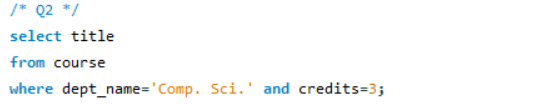 /* Q2 */
select title
from course
where dept_name='Comp. Sci.' and credits=3;